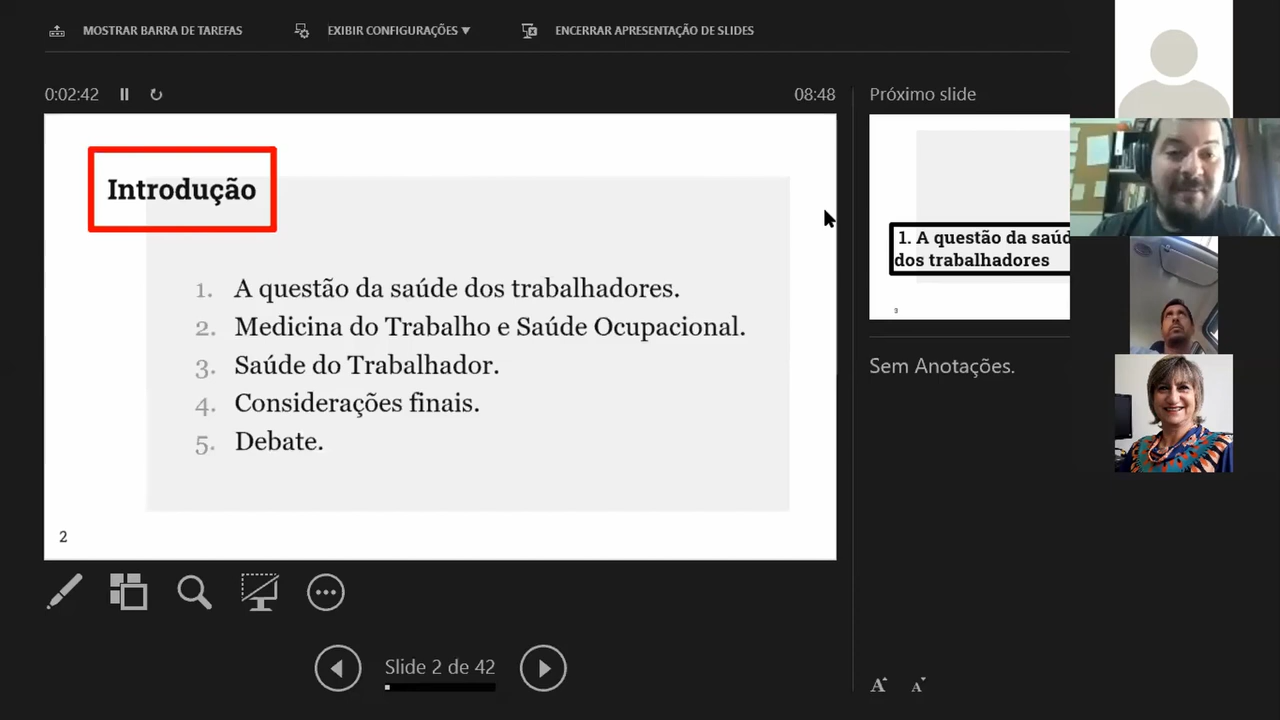 MOSTRAR BARRA DE TAREFAS
EXIBIR CONFIGURAÇÕES ▼
ENCERRAR APRESENTAÇÃO DE SLIDES
0:02:42
08:48
Introdução
1. A questão da saúde dos trabalhadores.
2. Medicina do Trabalho e Saúde Ocupacional.
3. Saúde do Trabalhador.
4. Considerações finais.
5. Debate.
2
Slide 2 de 42
Próximo slide
1. A questão da saúd
dos trabalhadores
3
Sem Anotações.
A A